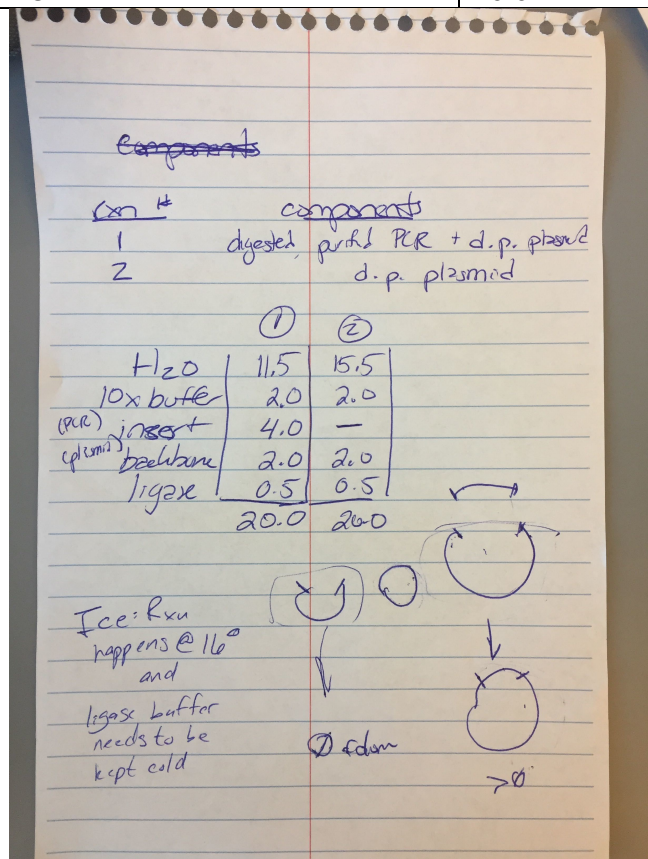 Components
rxn #
components
1 digested, purifd PCR + d.p. plasmid
2 d.p. plasmid
① ②
H2O 11.5 15.5
10x buffer 2.0 2.0
(PCR) insert 4.0 —
(plasmid) backbone 2.0 2.0
ligase 0.5 0.5
20.0 20.0
Ice: Rxn
happens @ 16°
and
ligase buffer
needs to be
kept cold
>0